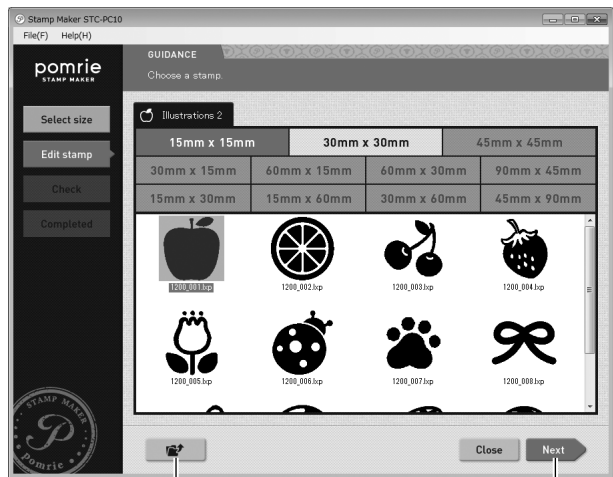 Stamp Maker STC-PC10
File(F) Help(H)
pomrie
STAMP MAKER
GUIDANCE
Choose a stamp.
Select size
Edit stamp
Check
Completed
Illustrations 2
15mm x 15mm 30mm x 30mm 45mm x 45mm
30mm x 15mm 60mm x 15mm 60mm x 30mm 90mm x 45mm
15mm x 30mm 15mm x 60mm 30mm x 60mm 45mm x 90mm
1200_001.lxp 1200_002.lxp 1200_003.lxp 1200_004.lxp
1200_005.lxp 1200_006.lxp 1200_007.lxp 1200_008.lxp
STAMP MAKER
P
pomrie
Close Next